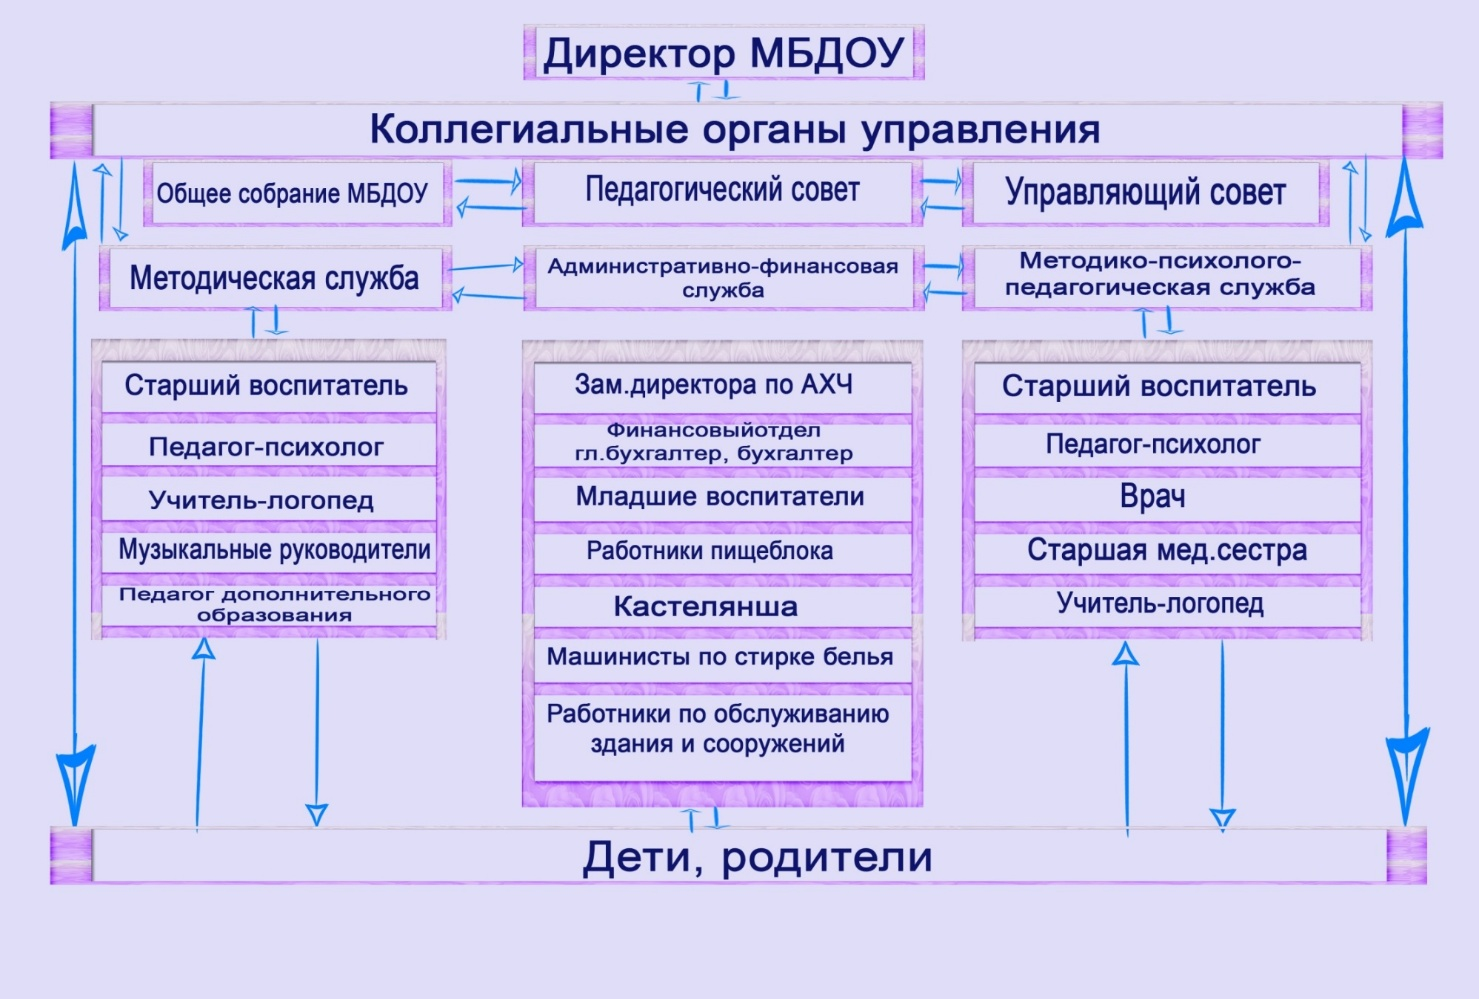 Директор МБДОУ
Коллегиальные органы управления
Общее собрание МБДОУ
Педагогический совет
Управляющий совет
Методическая служба
Административно-финансовая
служба
Методико-психолого-
педагогическая служба
Старший воспитатель
Педагог-психолог
Учитель-логопед
Музыкальные руководители
Педагог дополнительного
образования
Зам.директора по АХЧ
Финансовыйотдел
гл.бухгалтер, бухгалтер
Младшие воспитатели
Работники пищеблока
Кастелянша
Машинисты по стирке белья
Работники по обслуживанию
здания и сооружений
Старший воспитатель
Педагог-психолог
Врач
Старшая мед.сестра
Учитель-логопед
Дети, родители